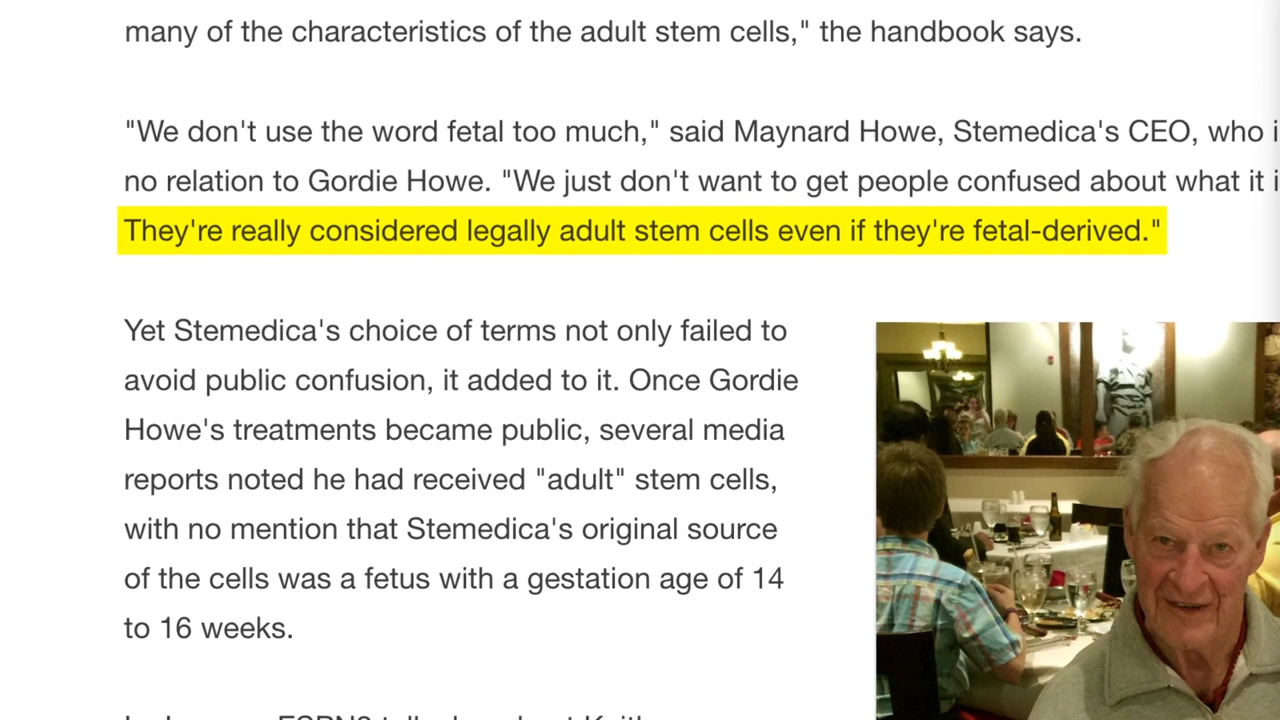 many of the characteristics of the adult stem cells," the handbook says.
"We don't use the word fetal too much," said Maynard Howe, Stemedica's CEO, who
no relation to Gordie Howe. "We just don't want to get people confused about what it
They're really considered legally adult stem cells even if they're fetal-derived."
Yet Stemedica's choice of terms not only failed to
avoid public confusion, it added to it. Once Gordie
Howe's treatments became public, several media
reports noted he had received "adult" stem cells,
with no mention that Stemedica's original source
of the cells was a fetus with a gestation age of 14
to 16 weeks.